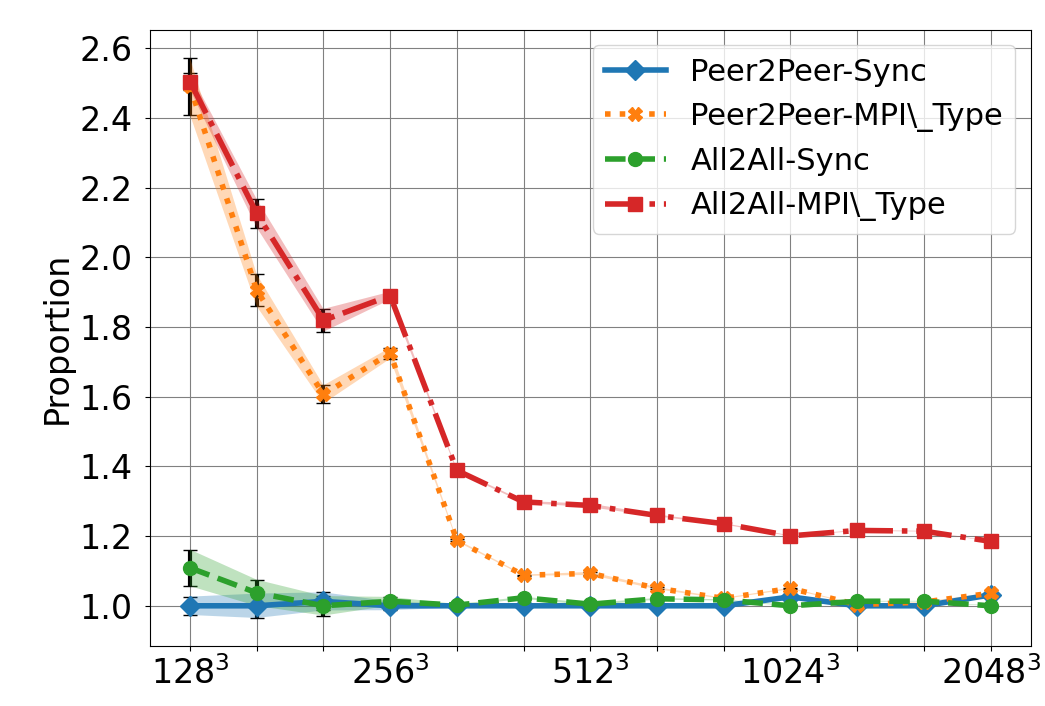 2.6
2.4
2.2
2.0
1.8
1.6
1.4
1.2
1.0
Proportion
Peer2Peer-Sync
Peer2Peer-MPI\_Type
All2All-Sync
All2All-MPI\_Type
128³ 256³ 512³ 1024³ 2048³